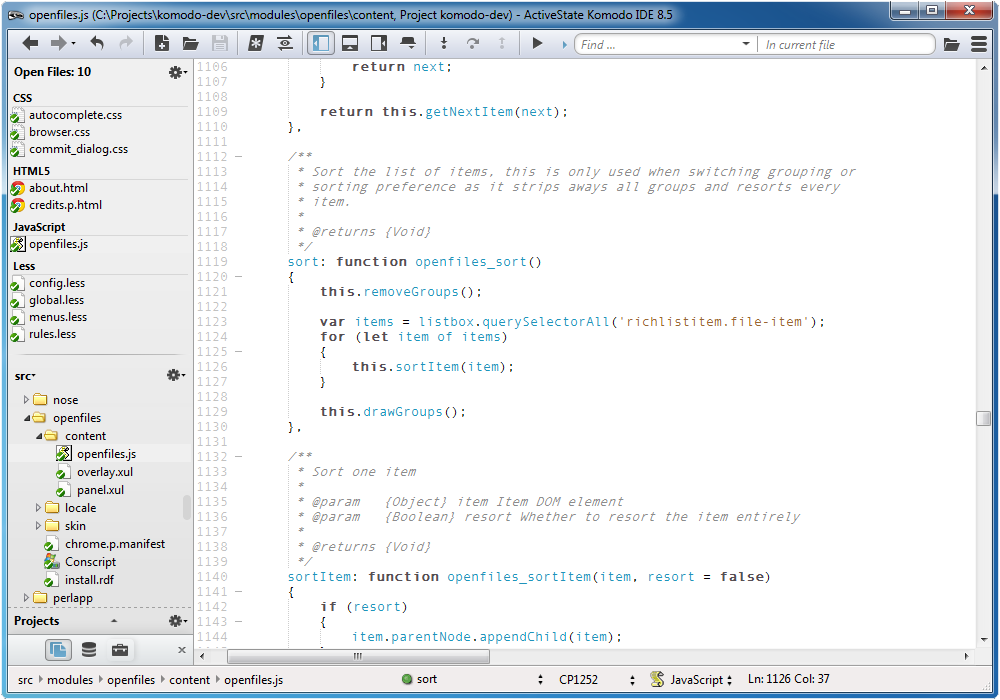 openfiles.js (C:\Projects\komodo-dev\src\modules\openfiles\content, Project komodo-dev) - ActiveState Komodo IDE 8.5
Find ...
In current file
Open Files: 10
CSS
autocomplete.css
browser.css
commit_dialog.css
HTML5
about.html
credits.p.html
JavaScript
openfiles.js
Less
config.less
global.less
menus.less
rules.less
src
nose
openfiles
content
openfiles.js
overlay.xul
panel.xul
locale
skin
chrome.p.manifest
Conscript
install.rdf
perlapp
Projects
1106 return next;
1107 }
1108
1109 return this.getNextItem(next);
1110 },
1111
1112 /**
1113 * Sort the list of items, this is only used when switching grouping or
1114 * sorting preference as it strips aways all groups and resorts every
1115 * item.
1116 *
1117 * @returns {Void}
1118 */
1119 sort: function openfiles_sort()
1120 {
1121 this.removeGroups();
1122
1123 var items = listbox.querySelectorAll('richlistitem.file-item');
1124 for (let item of items)
1125 {
1126 this.sortItem(item);
1127 }
1128
1129 this.drawGroups();
1130 },
1131
1132 /**
1133 * Sort one item
1134 *
1135 * @param {Object} item Item DOM element
1136 * @param {Boolean} resort Whether to resort the item entirely
1137 *
1138 * @returns {Void}
1139 */
1140 sortItem: function openfiles_sortItem(item, resort = false)
1141 {
1142 if (resort)
1143 {
1144 item.parentNode.appendChild(item);
src modules openfiles content openfiles.js
sort
CP1252
JavaScript
Ln: 1126 Col: 37